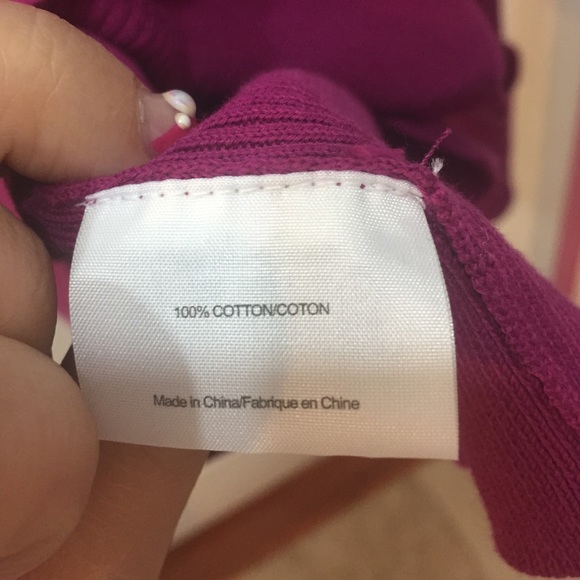 100% COTTON/COTON
Made in China/Fabrique en Chine